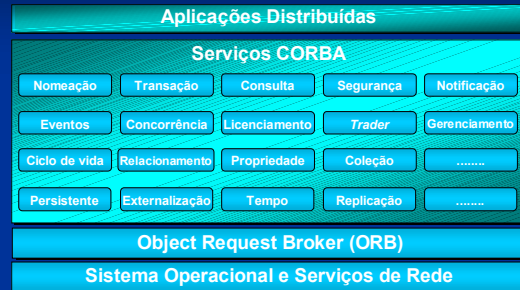 Aplicações Distribuídas
Serviços CORBA
Nomeação Transação Consulta Segurança Notificação
Eventos Concorrência Licenciamento Trader Gerenciamento
Ciclo de vida Relacionamento Propriedade Coleção ........
Persistente Externalização Tempo Replicação ........
Object Request Broker (ORB)
Sistema Operacional e Serviços de Rede